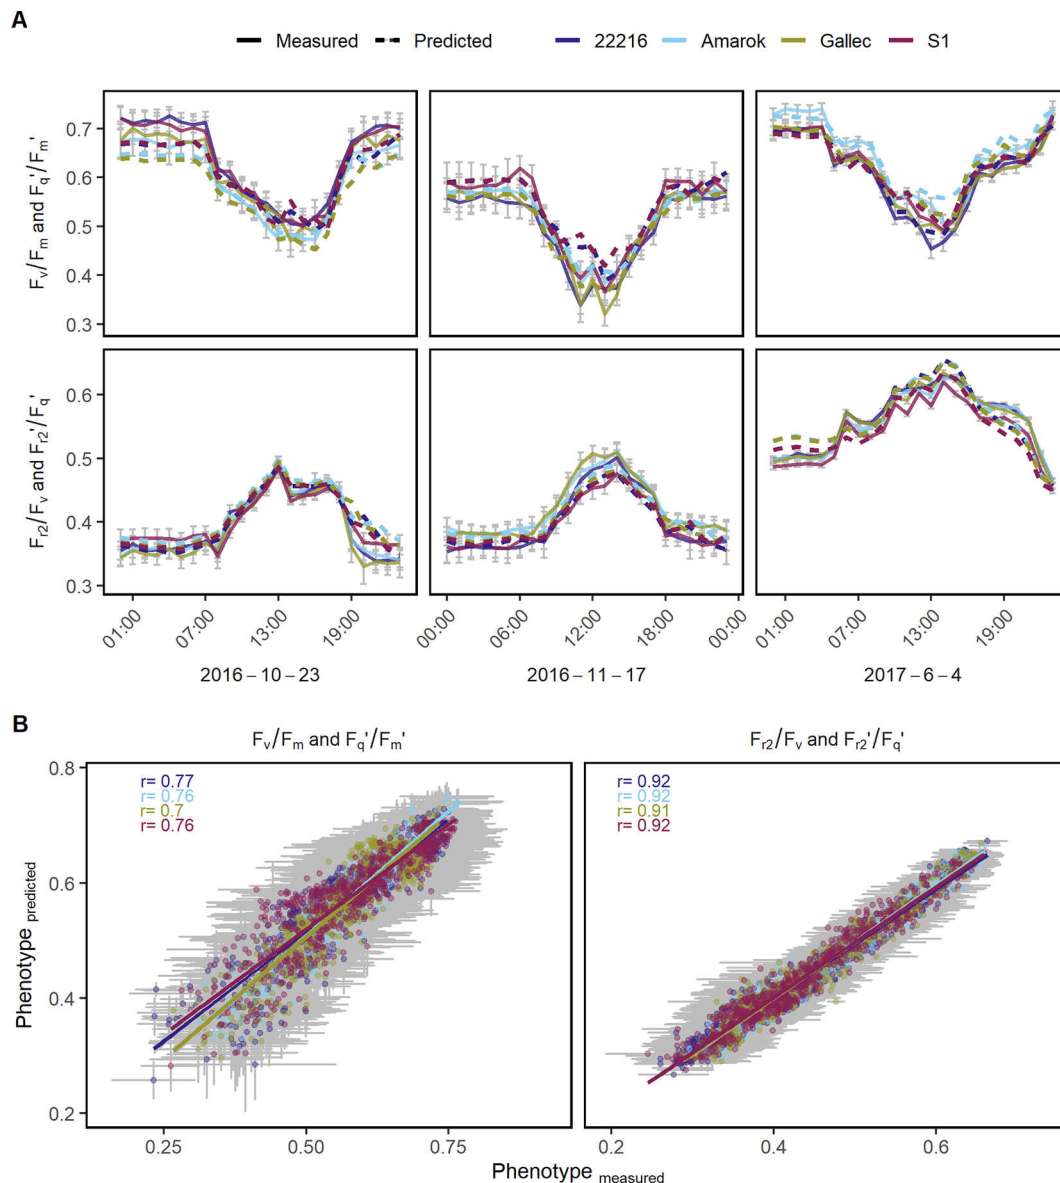 A
Measured Predicted 22216 Amarok Gallec S1
Fv/Fm and Fq'/Fm'
0.7
0.6
0.5
0.4
0.3
Fr2/Fv and Fr2'/Fq'
0.6
0.5
0.4
0.3
01:00 07:00 13:00 19:00 00:00 06:00 12:00 18:00 00:00 01:00 07:00 13:00 19:00
2016–10–23 2016–11–17 2017–6–4
B
Fv/Fm and Fq'/Fm' Fr2/Fv and Fr2'/Fq'
Phenotype predicted
0.8
0.6
0.4
0.2
r= 0.77
r= 0.76
r= 0.7
r= 0.76
r= 0.92
r= 0.92
r= 0.91
r= 0.92
0.25 0.50 0.75 0.2 0.4 0.6
Phenotype measured